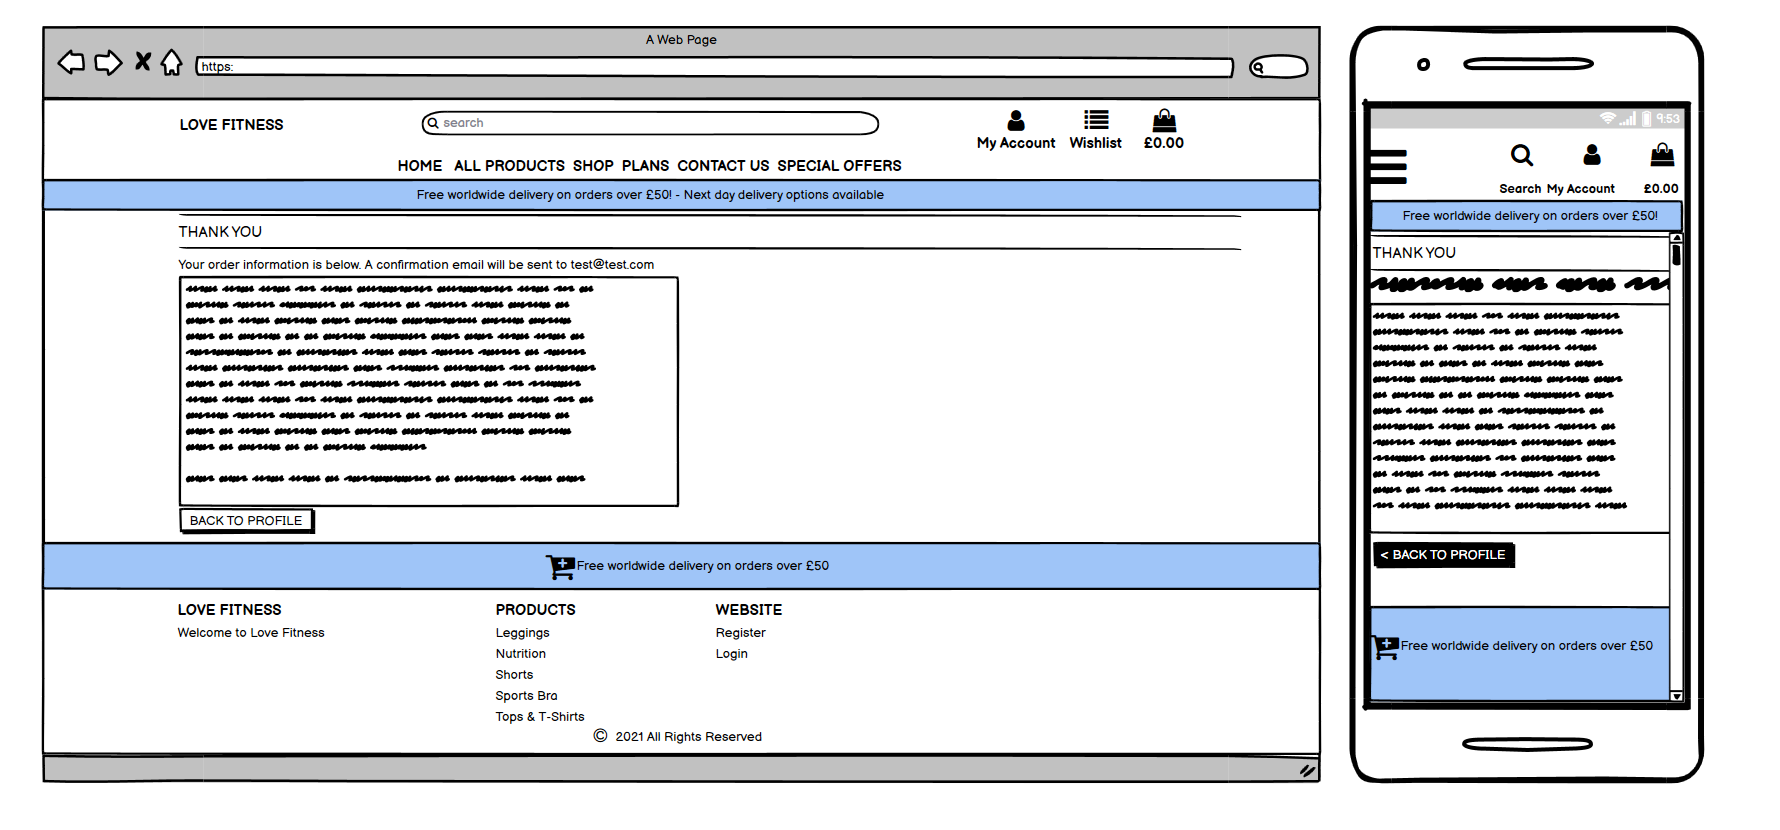 A Web Page
https:
LOVE FITNESS
search
My Account Wishlist £0.00
HOME ALL PRODUCTS SHOP PLANS CONTACT US SPECIAL OFFERS
Free worldwide delivery on orders over £50! - Next day delivery options available
THANK YOU
Your order information is below. A confirmation email will be sent to test@test.com
BACK TO PROFILE
Free worldwide delivery on orders over £50
LOVE FITNESS
Welcome to Love Fitness
PRODUCTS
Leggings
Nutrition
Shorts
Sports Bra
Tops & T-Shirts
WEBSITE
Register
Login
© 2021 All Rights Reserved
9:53
Search My Account £0.00
Free worldwide delivery on orders over £50!
THANK YOU
< BACK TO PROFILE
Free worldwide delivery on orders over £50